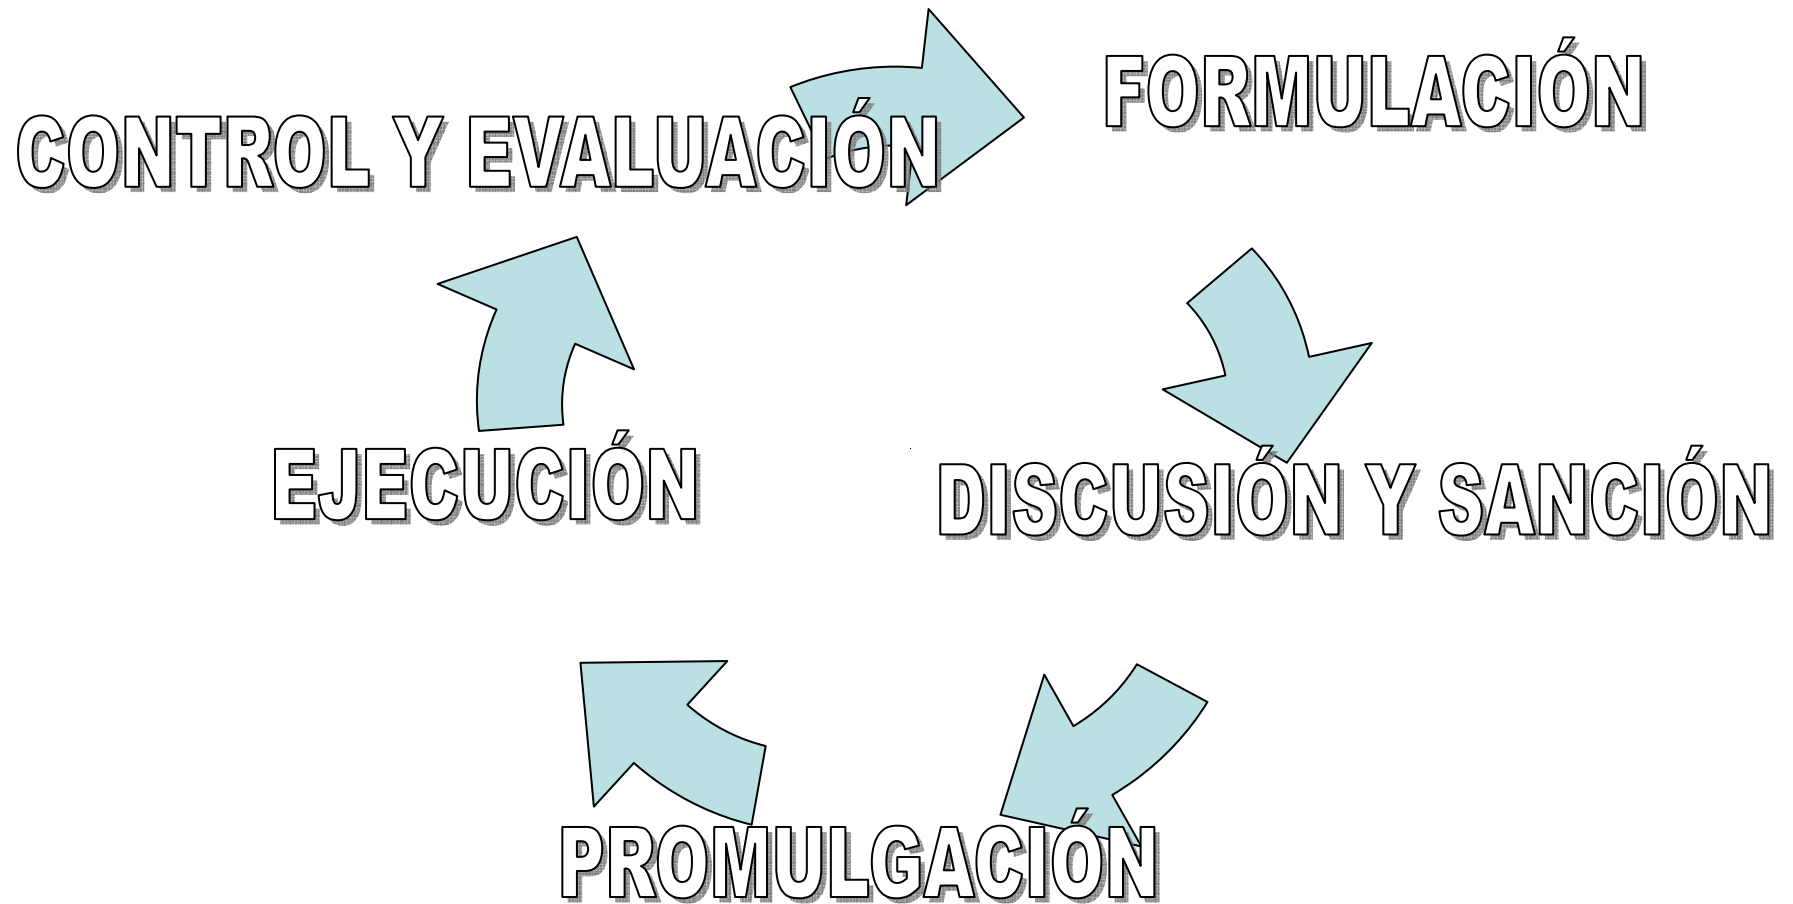 FORMULACIÓN
CONTROL Y EVALUACIÓN
EJECUCIÓN
DISCUSIÓN Y SANCIÓN
PROMULGACIÓN